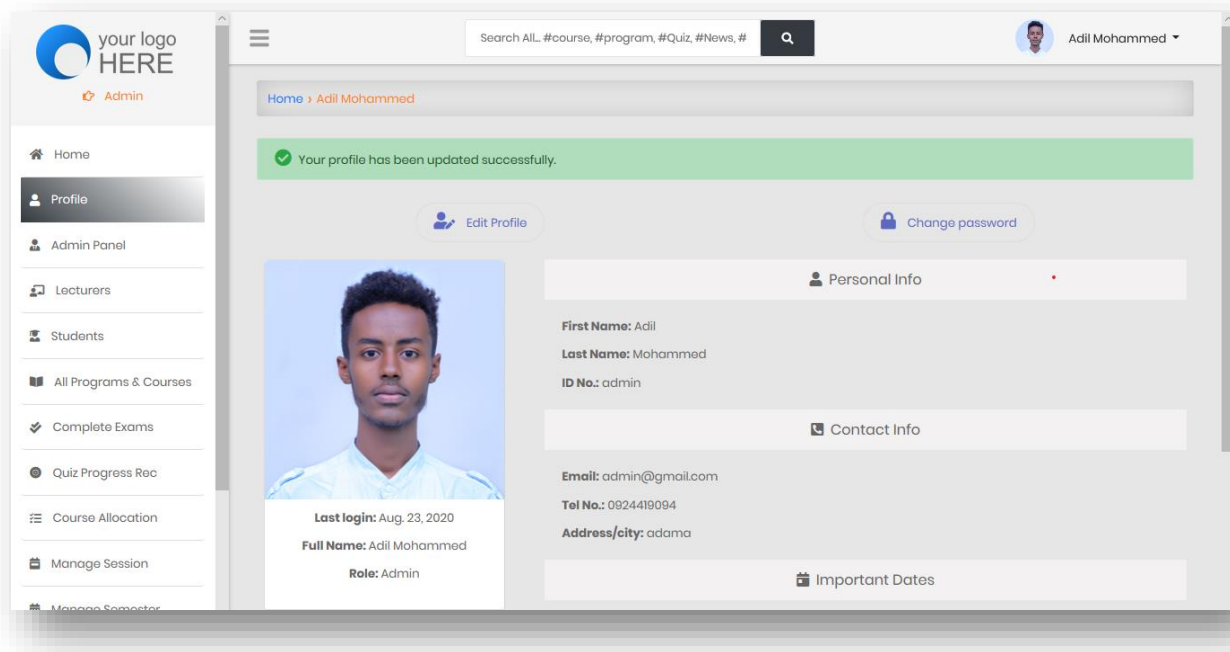 your logo
HERE
Admin
Home
Profile
Admin Panel
Lecturers
Students
All Programs & Courses
Complete Exams
Quiz Progress Rec
Course Allocation
Manage Session
Manage Semester
Search All... #course, #program, #Quiz, #News, #
Adil Mohammed
Home › Adil Mohammed
Your profile has been updated successfully.
Edit Profile
Change password
Last login: Aug. 23, 2020
Full Name: Adil Mohammed
Role: Admin
Personal Info
First Name: Adil
Last Name: Mohammed
ID No.: admin
Contact Info
Email: admin@gmail.com
Tel No.: 0924419094
Address/city: adama
Important Dates